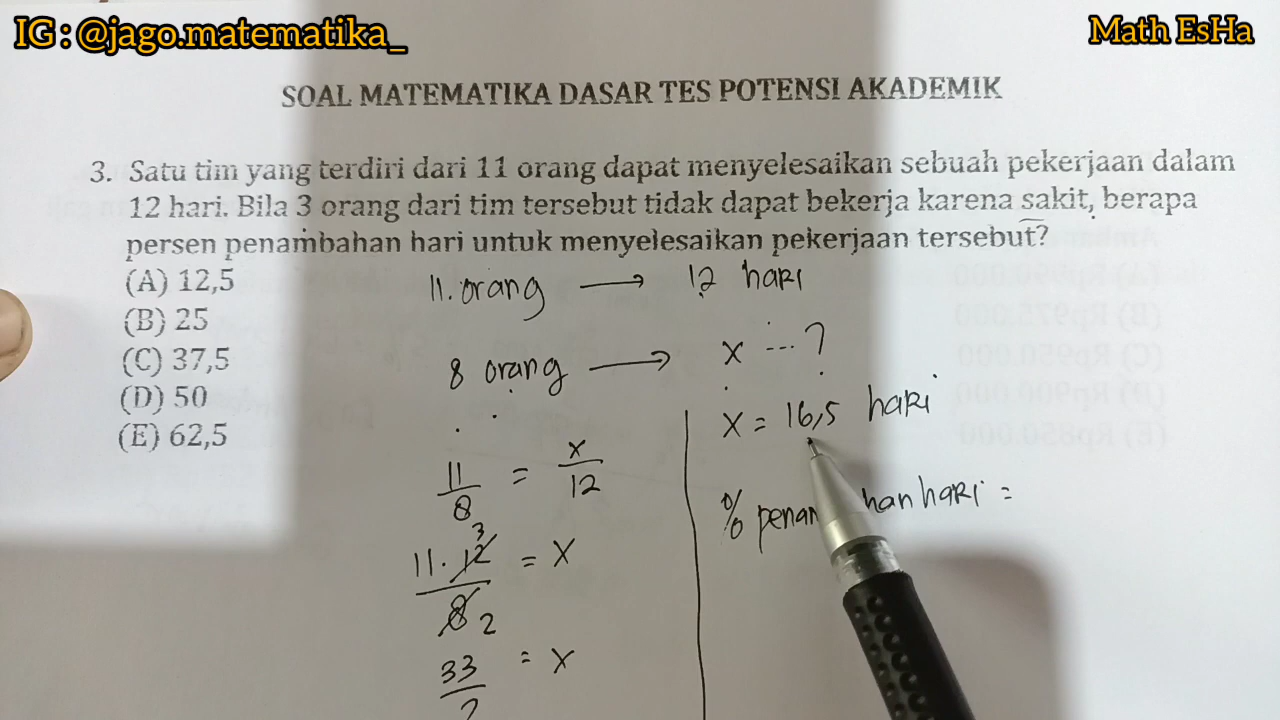 IG : @jago.matematika_
Math EsHa
SOAL MATEMATIKA DASAR TES POTENSI AKADEMIK
3. Satu tim yang terdiri dari 11 orang dapat menyelesaikan sebuah pekerjaan dalam
12 hari. Bila 3 orang dari tim tersebut tidak dapat bekerja karena sakit, berapa
persen penambahan hari untuk menyelesaikan pekerjaan tersebut?
(A) 12,5
(B) 25
(C) 37,5
(D) 50
(E) 62,5
11 orang → 12 hari
8 orang → x ... ?
11/8 = x/12
11 . 12 3 / 8 2 = x
33/2 = x
x = 16,5 hari
% hari =